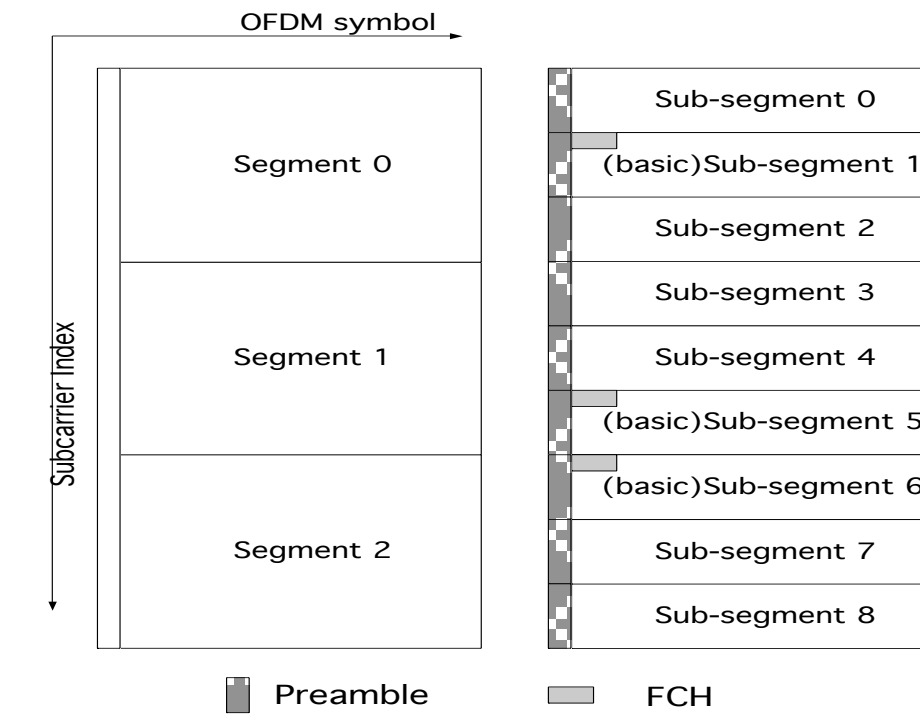 OFDM symbol
Subcarrier Index
Segment 0
Segment 1
Segment 2
Sub-segment 0
(basic)Sub-segment 1
Sub-segment 2
Sub-segment 3
Sub-segment 4
(basic)Sub-segment 5
(basic)Sub-segment 6
Sub-segment 7
Sub-segment 8
Preamble
FCH